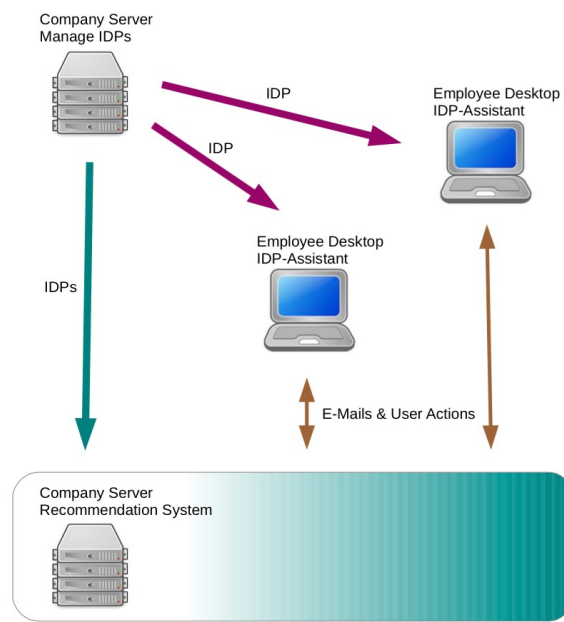 Company Server
Manage IDPs
IDP
Employee Desktop
IDP-Assistant
IDP
Employee Desktop
IDP-Assistant
IDPs
E-Mails & User Actions
Company Server
Recommendation System